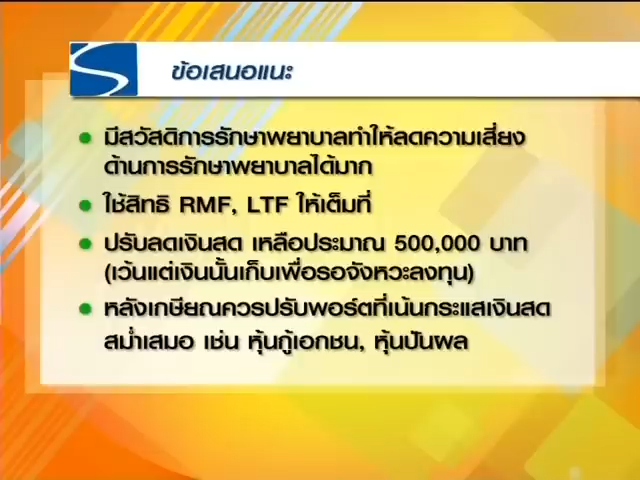 ข้อเสนอแนะ
มีสวัสดิการรักษาพยาบาลทำให้ลดความเสี่ยง
ด้านการรักษาพยาบาลได้มาก
ใช้สิทธิ RMF, LTF ให้เต็มที่
ปรับลดเงินสด เหลือประมาณ 500,000 บาท
(เว้นแต่เงินนั้นเก็บเพื่อรอจังหวะลงทุน)
หลังเกษียณควรปรับพอร์ตที่เน้นกระแสเงินสด
สม่ำเสมอ เช่น หุ้นกู้เอกชน, หุ้นปันผล